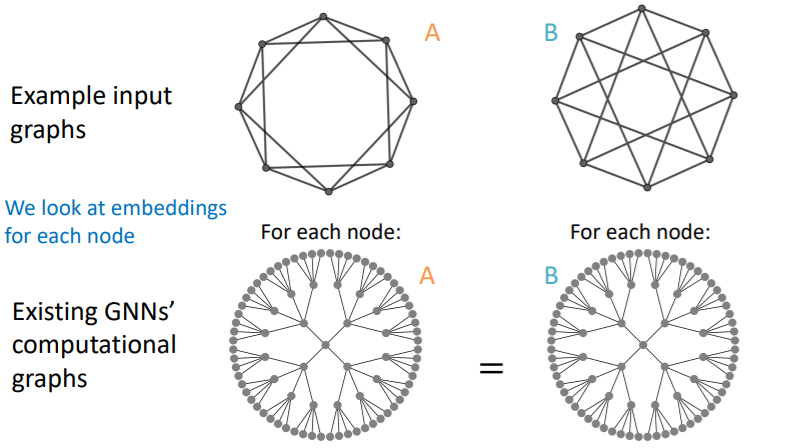 A
B
Example input
graphs
We look at embeddings
for each node
For each node:
For each node:
A
B
Existing GNNs’
computational
graphs
=